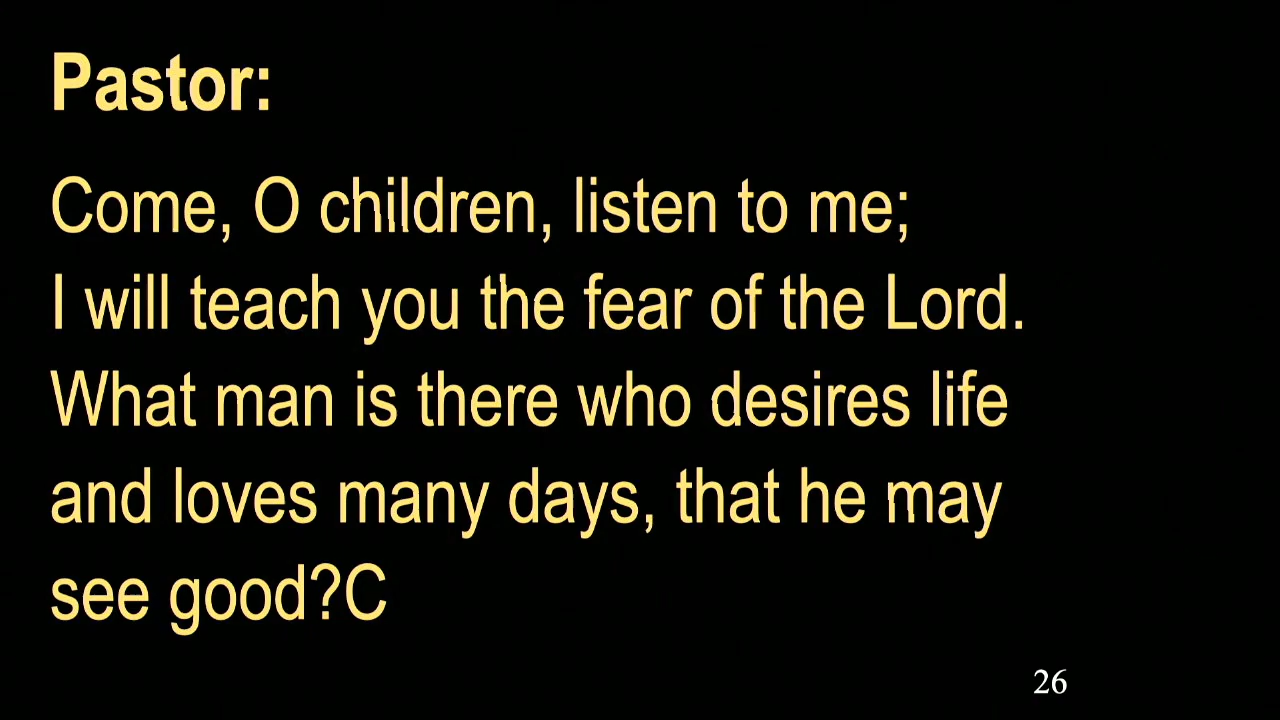 Pastor:
Come, O children, listen to me;
I will teach you the fear of the Lord.
What man is there who desires life
and loves many days, that he may
see good?C
26